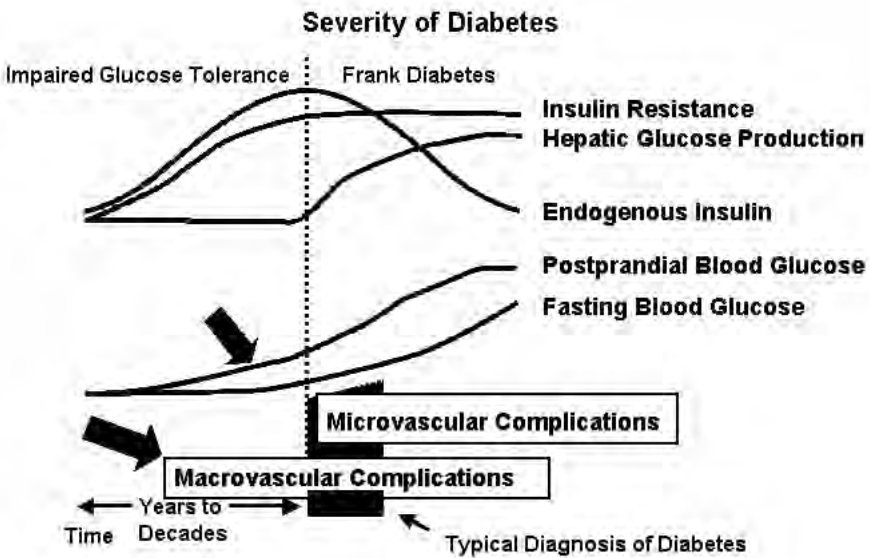 Severity of Diabetes
Impaired Glucose Tolerance
Frank Diabetes
Insulin Resistance
Hepatic Glucose Production
Endogenous Insulin
Postprandial Blood Glucose
Fasting Blood Glucose
Microvascular Complications
Macrovascular Complications
Years to
Time Decades
Typical Diagnosis of Diabetes